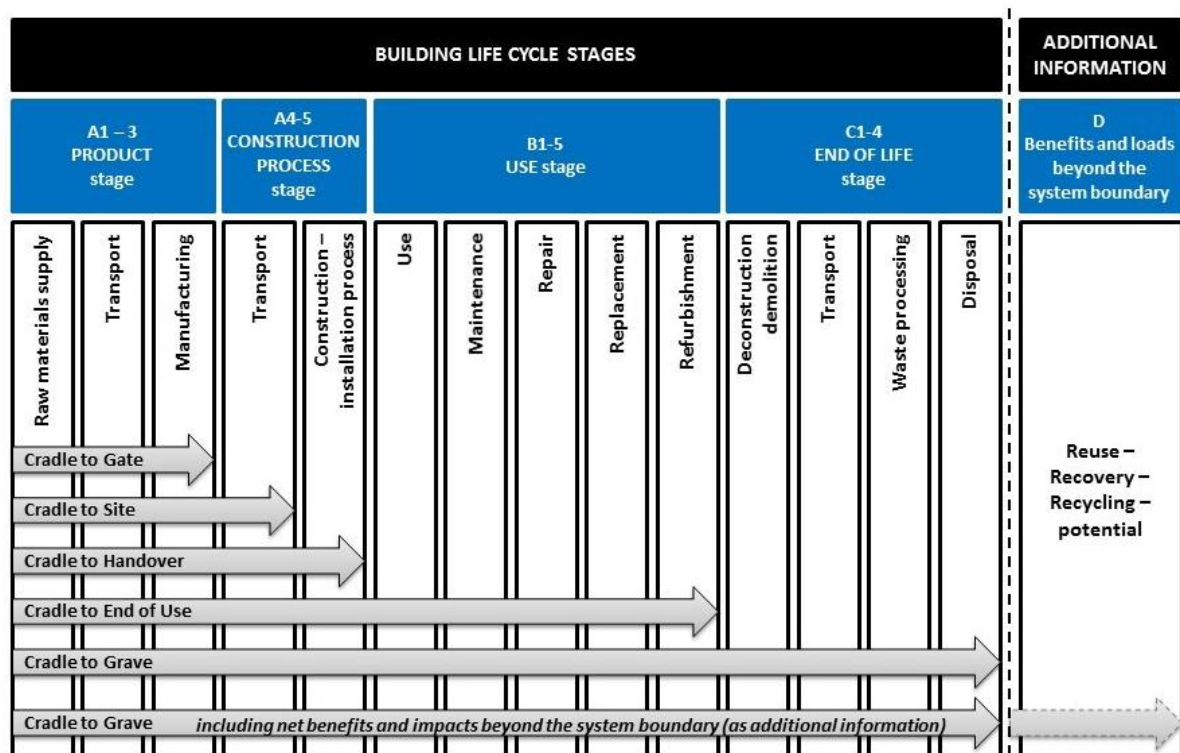 BUILDING LIFE CYCLE STAGES
ADDITIONAL
INFORMATION
A1 – 3
PRODUCT
stage
A4-5
CONSTRUCTION
PROCESS
stage
B1-5
USE stage
C1-4
END OF LIFE
stage
D
Benefits and loads
beyond the
system boundary
Raw materials supply
Transport
Manufacturing
Transport
Construction –
installation process
Use
Maintenance
Repair
Replacement
Refurbishment
Deconstruction
demolition
Transport
Waste processing
Disposal
Cradle to Gate
Cradle to Site
Cradle to Handover
Cradle to End of Use
Cradle to Grave
Cradle to Grave including net benefits and impacts beyond the system boundary (as additional information)
Reuse –
Recovery –
Recycling –
potential